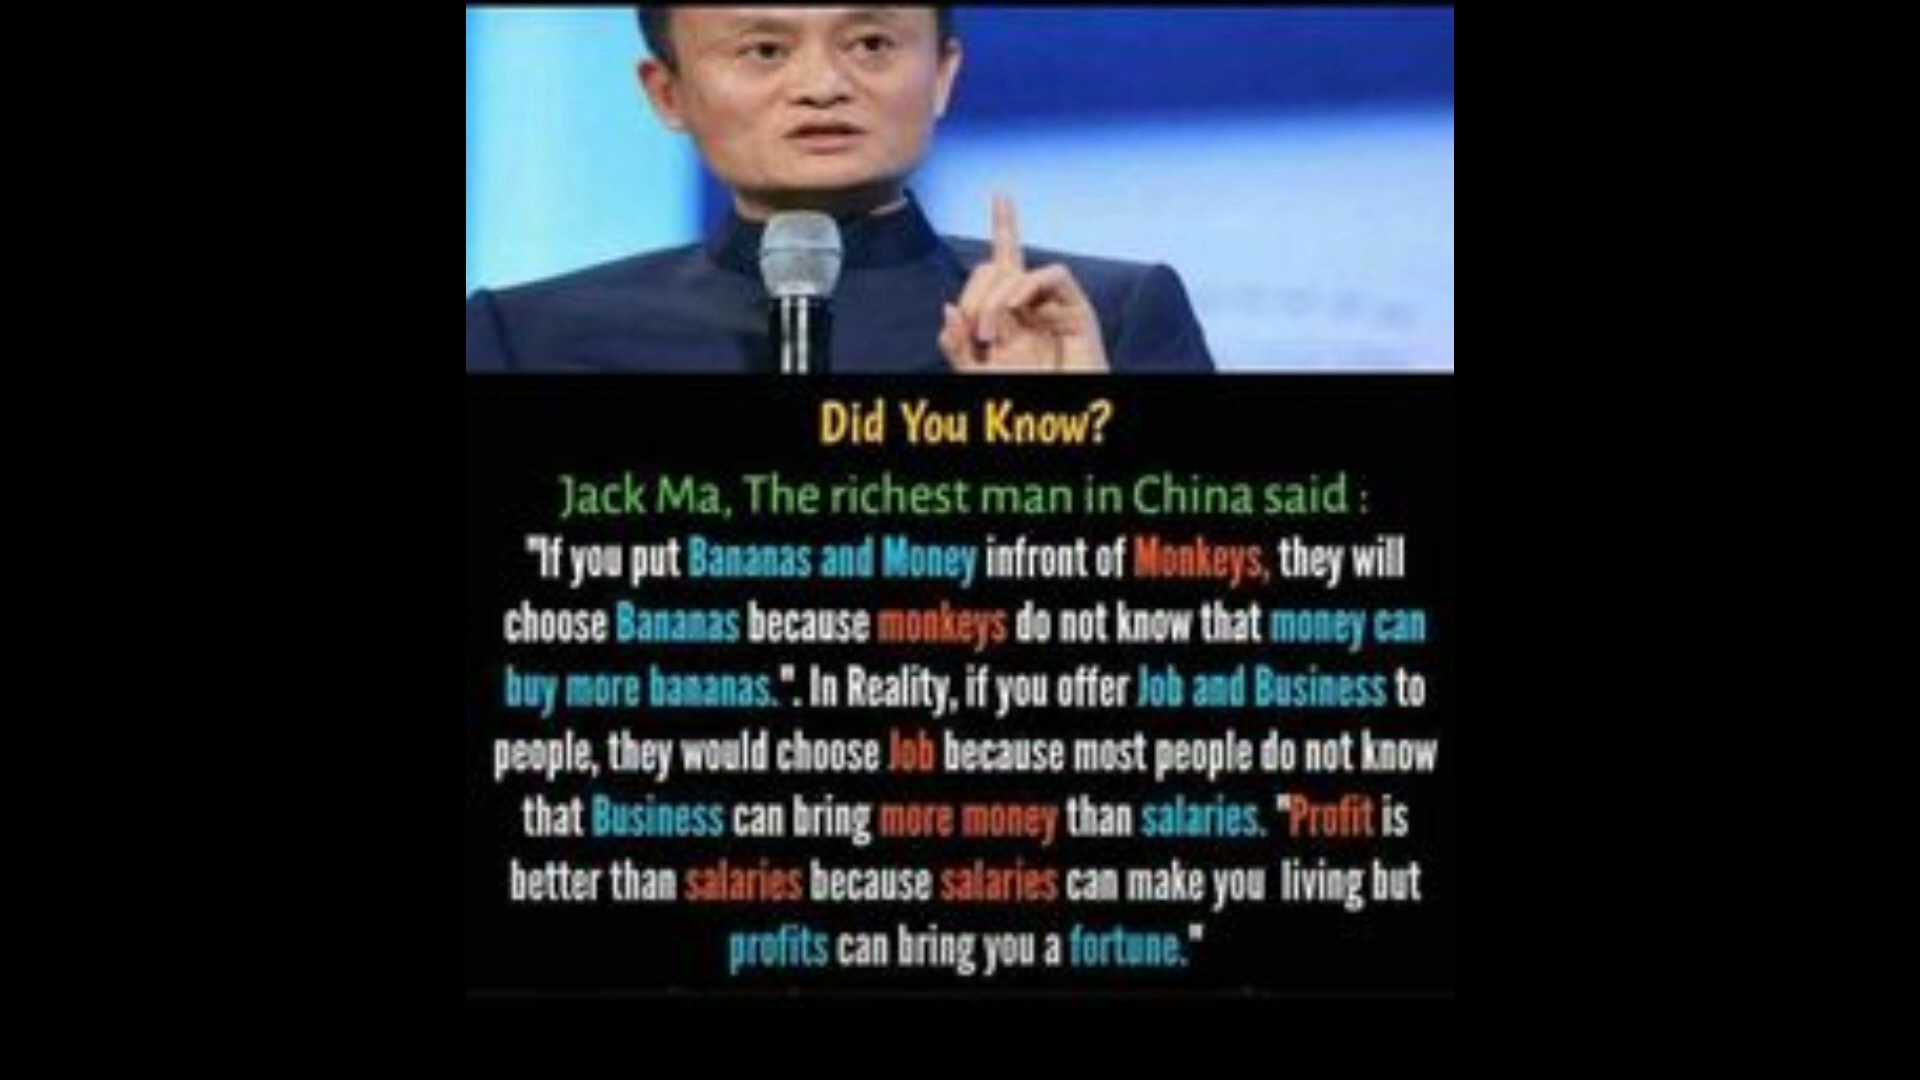 Did You Know?
Jack Ma, The richest man in China said :
"If you put Bananas and Money infront of Monkeys, they will
choose Bananas because monkeys do not know that money can
buy more bananas.". In Reality, if you offer Job and Business to
people, they would choose Job because most people do not know
that Business can bring more money than salaries. "Profit is
better than salaries because salaries can make you living but
profits can bring you a fortune."